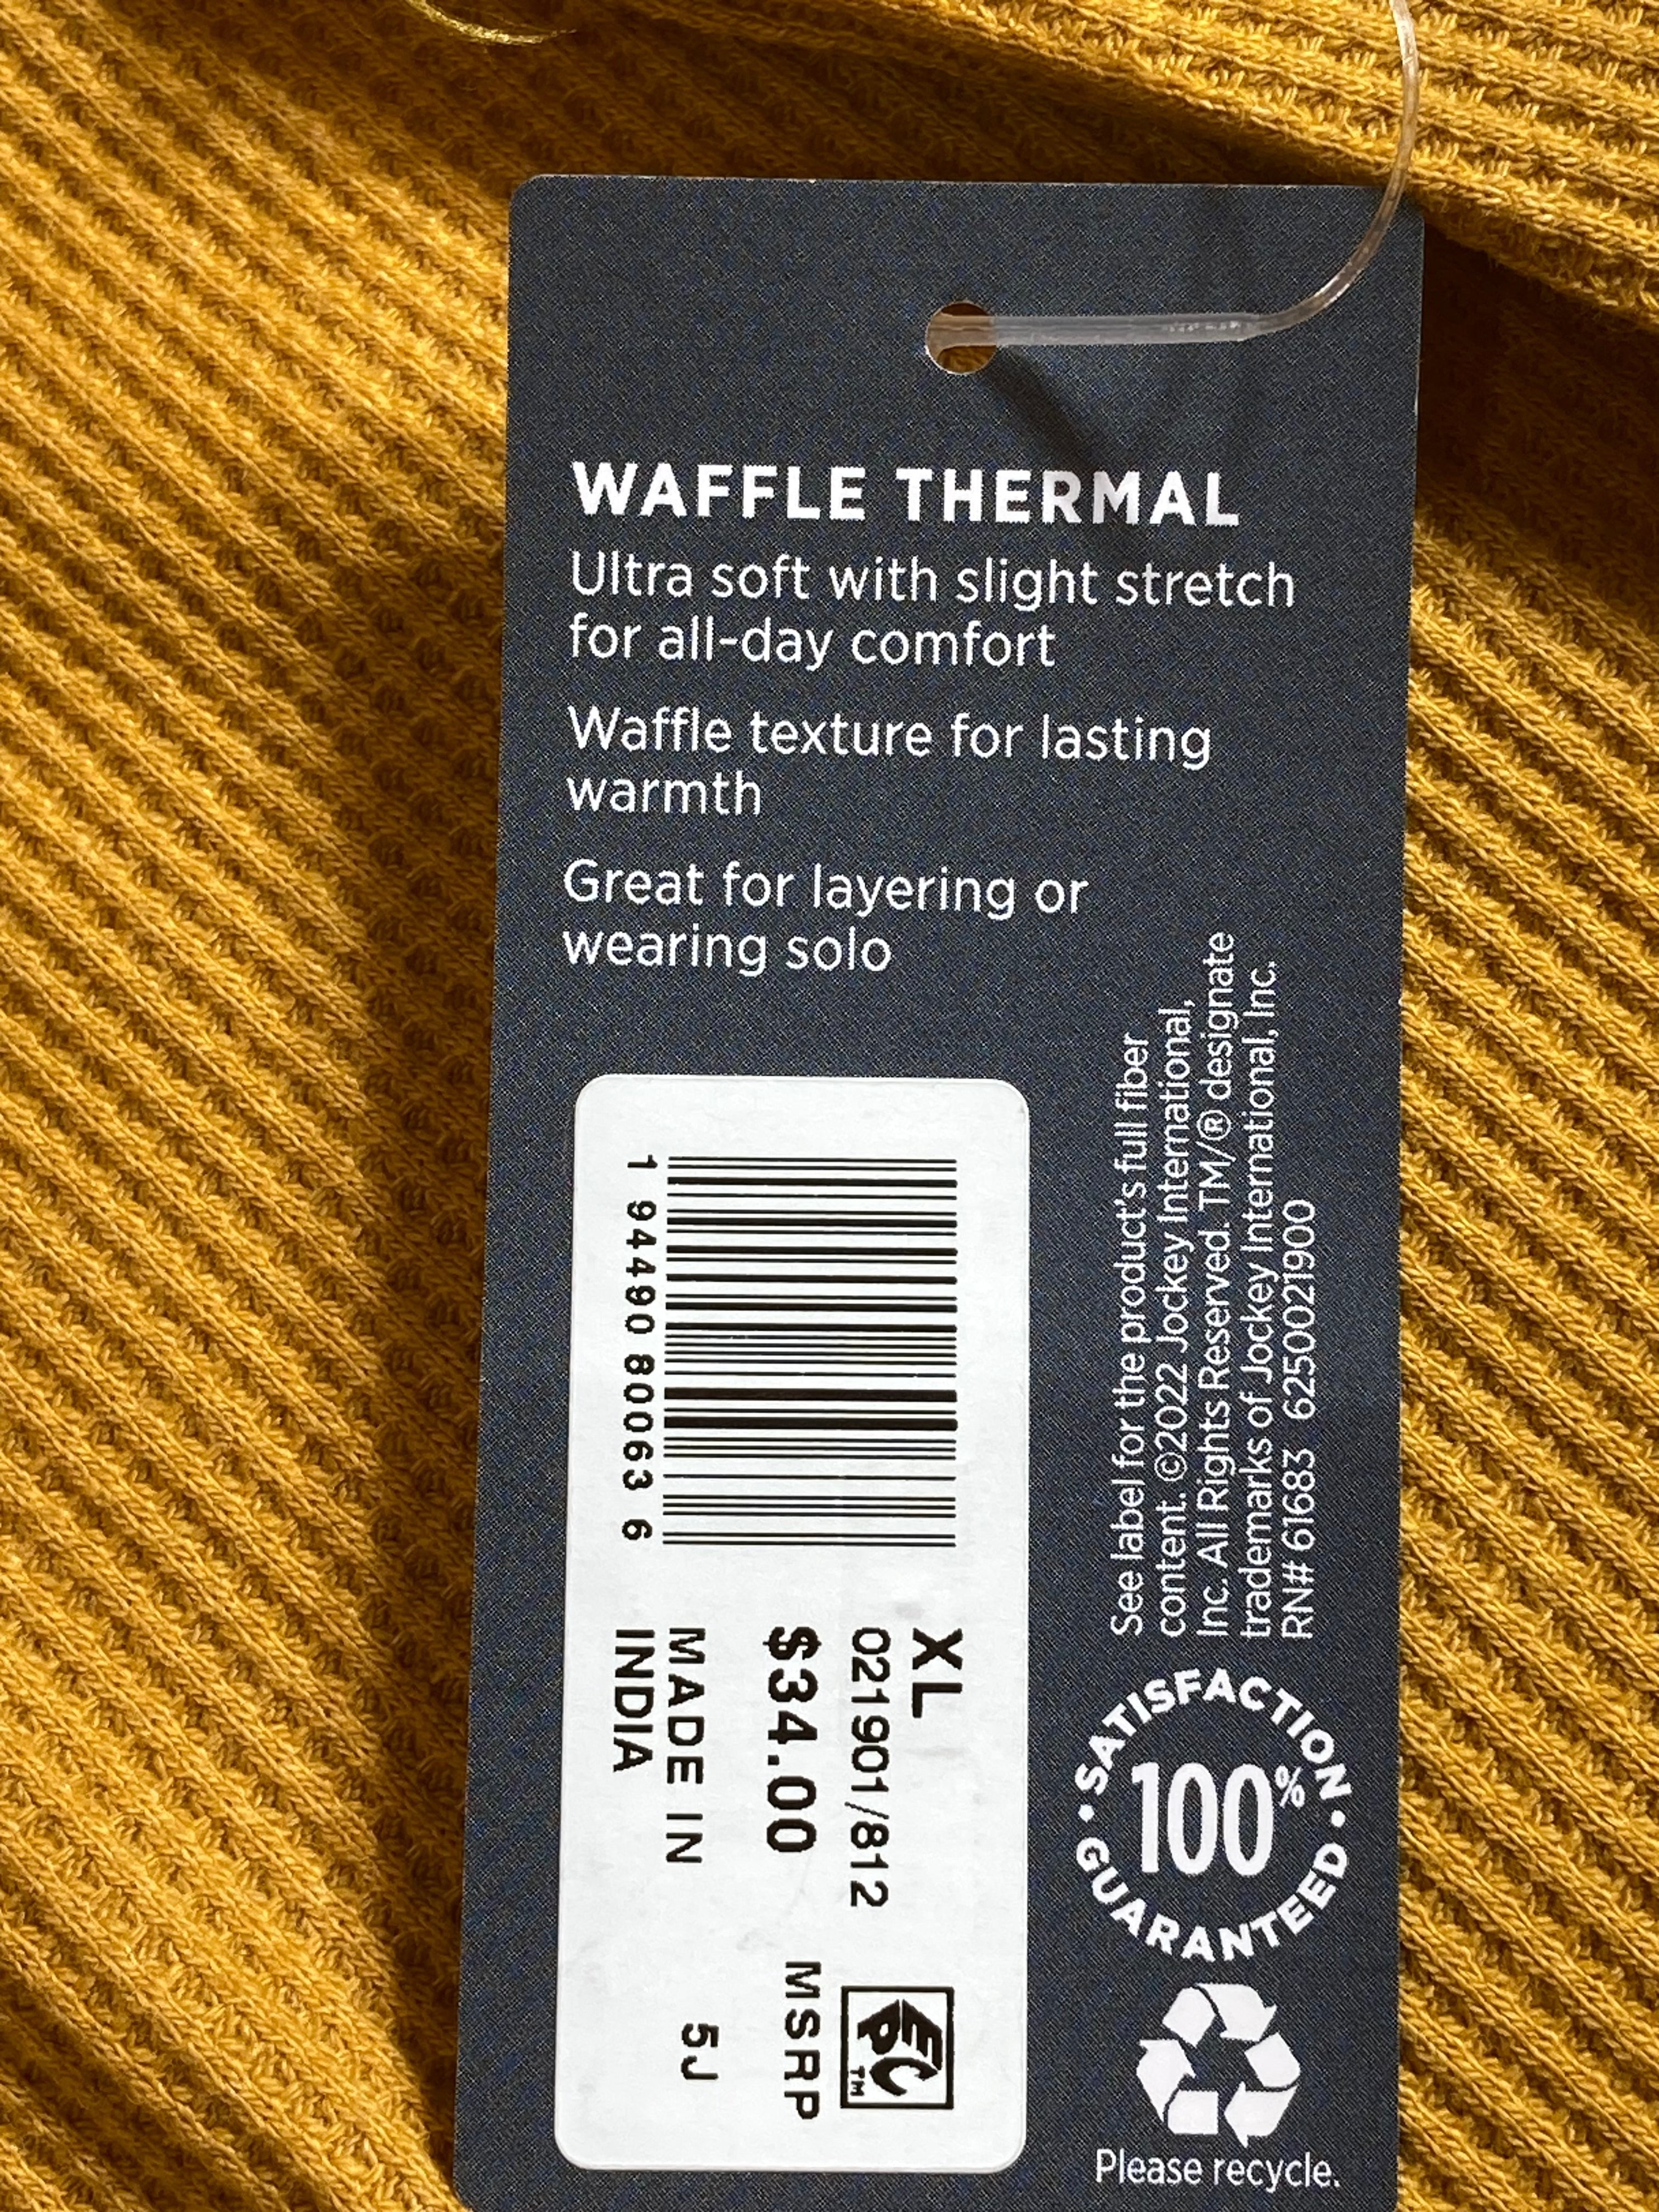 WAFFLE THERMAL
Ultra soft with slight stretch
for all-day comfort
Waffle texture for lasting
warmth
Great for layering or
wearing solo
See label for the product's full fiber
content. ©2022 Jockey International,
Inc. All Rights Reserved. TM/® designate
trademarks of Jockey International, Inc.
RN# 61683 6250021900
1 94490 80063 6
XL
021901/812
$34.00 MSRP
MADE IN 5J
INDIA
EPC™
SATISFACTION
100%
GUARANTEED
Please recycle.